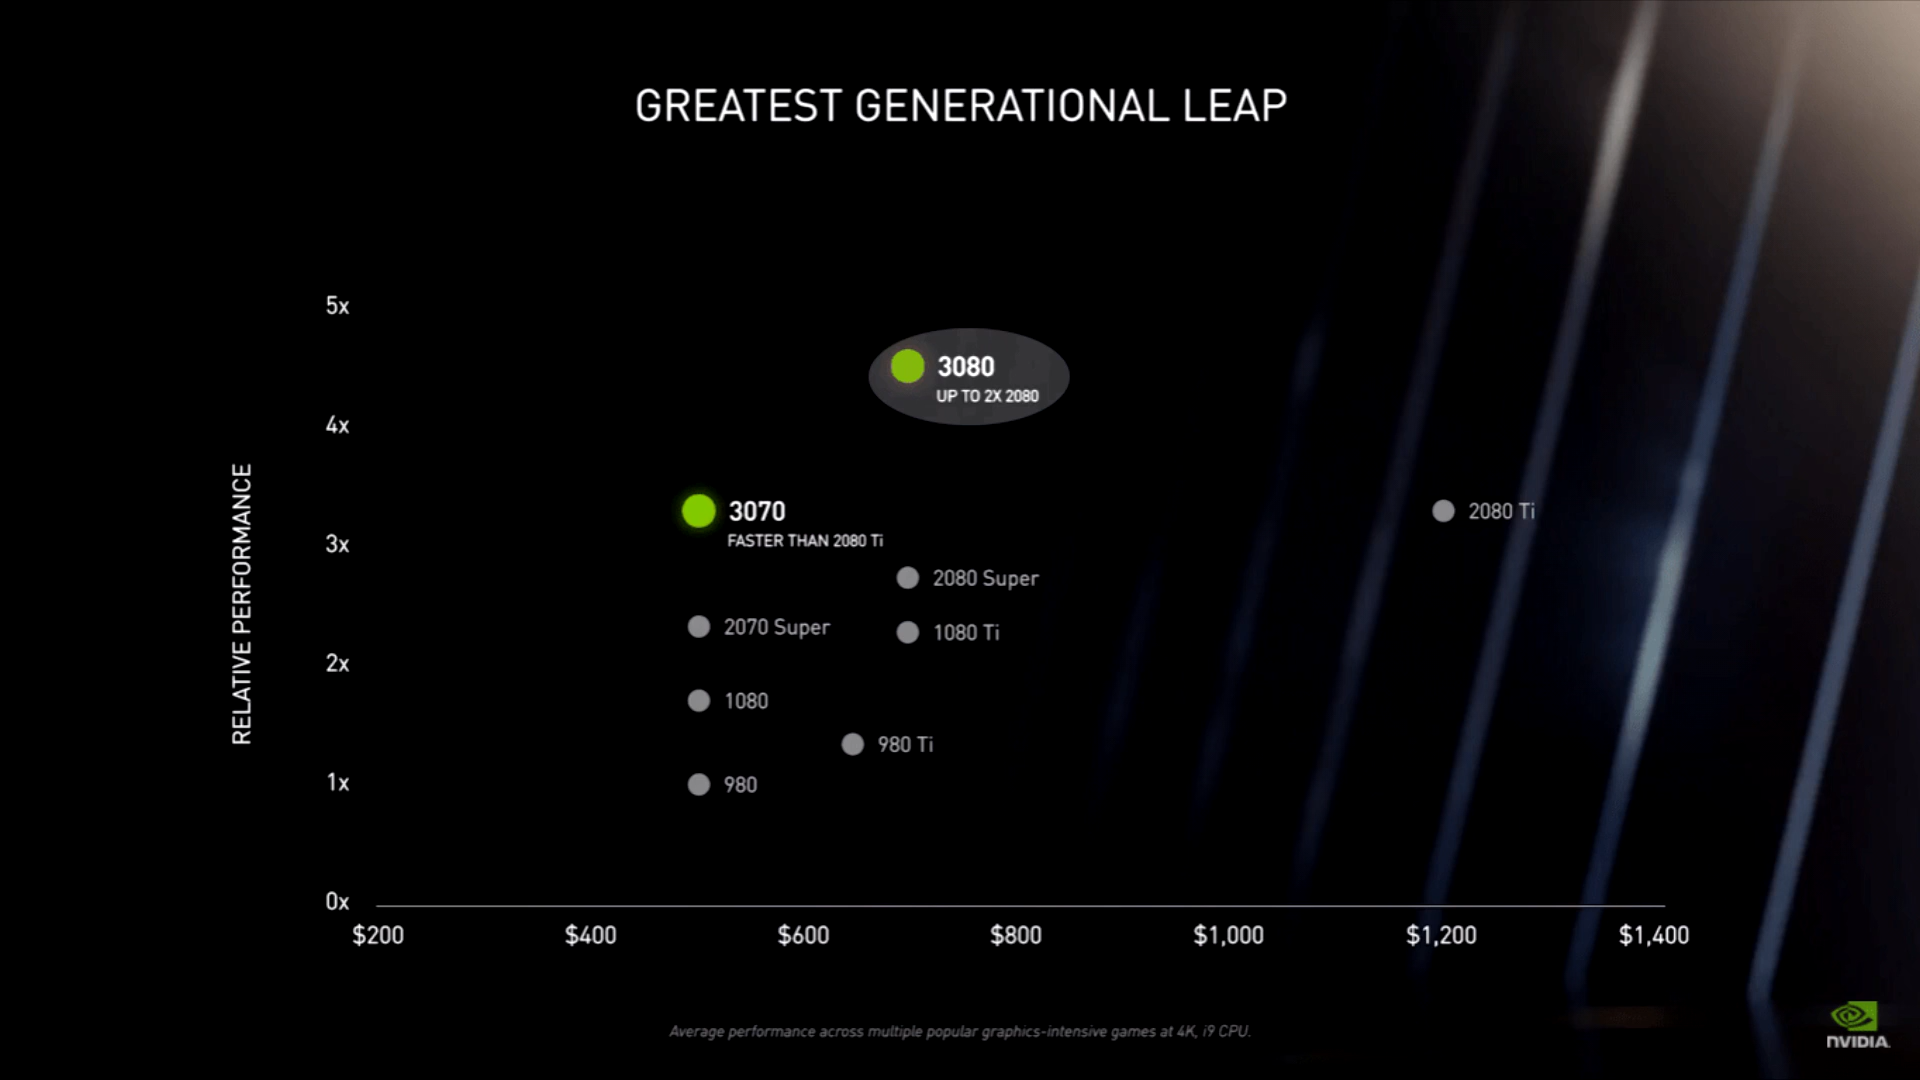 GREATEST GENERATIONAL LEAP
5x
3080
UP TO 2X 2080
4x
RELATIVE PERFORMANCE
3070
FASTER THAN 2080 Ti
2080 Ti
3x
2080 Super
2070 Super
1080 Ti
2x
1080
980 Ti
1x
980
0x
$200 $400 $600 $800 $1,000 $1,200 $1,400
Average performance across multiple popular graphics-intensive games at 4K, i9 CPU.
NVIDIA.